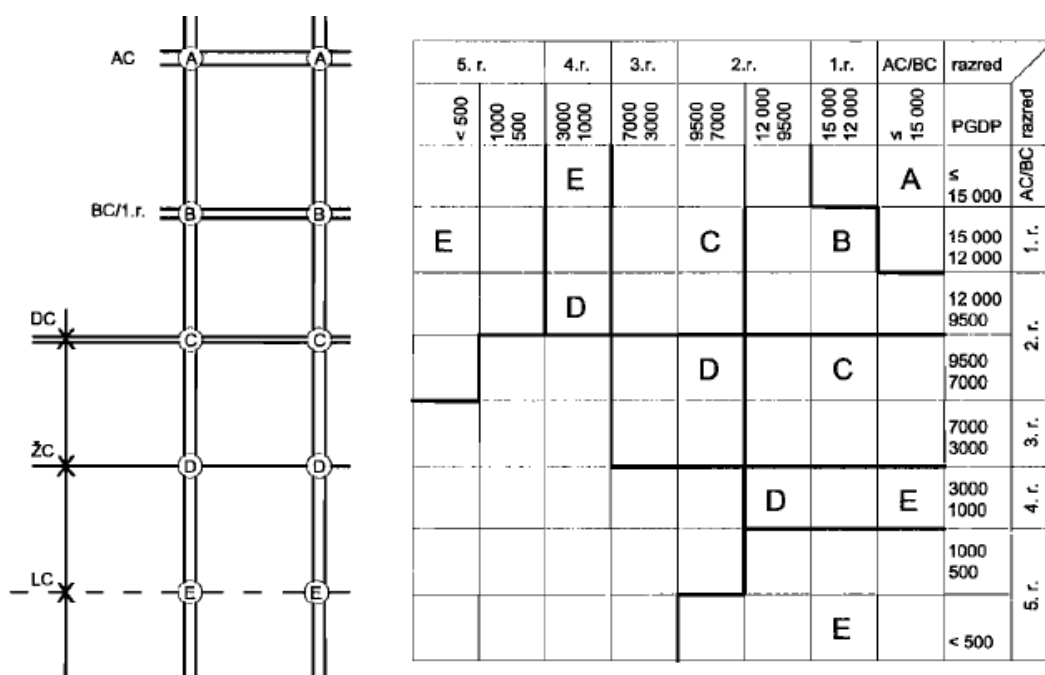 AC A A
BC/1.r. B B
DC C C
ŽC D D
LC E E
5. r. 4.r. 3.r. 2.r. 1.r. AC/BC razred
< 500 1000 500 3000 1000 7000 3000 9500 7000 12 000 9500 15 000 12 000 ≤ 15 000 PGDP razred
E A ≤ 15 000 AC/BC
E C B 15 000 12 000 1. r.
D 12 000 9500
2. r.
D C 9500 7000
7000 3000 3. r.
D E 3000 1000 4. r.
1000 500
5. r.
E < 500